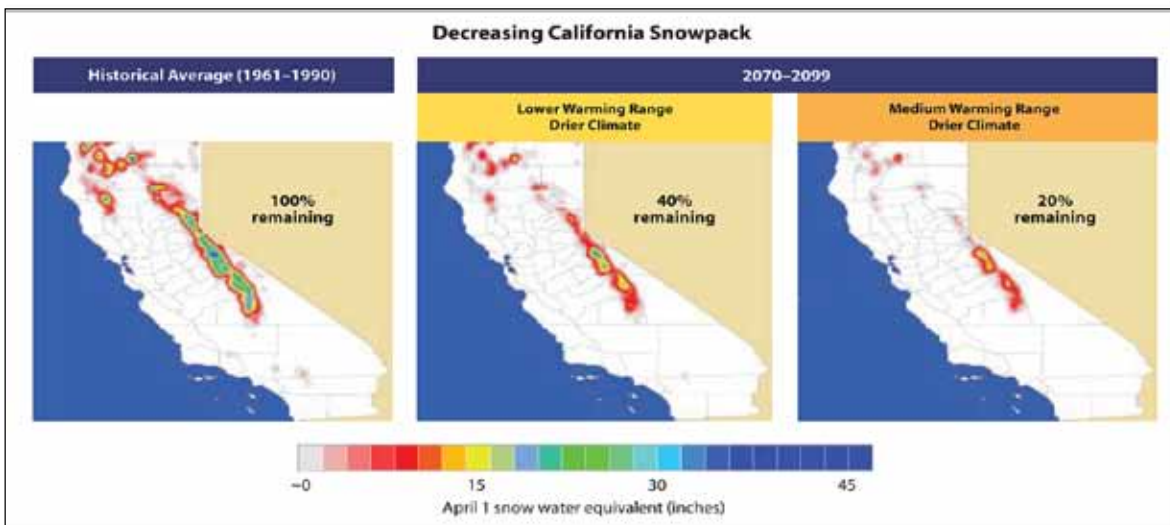 Decreasing California Snowpack
Historical Average (1961–1990)
2070–2099
Lower Warming Range
Drier Climate
Medium Warming Range
Drier Climate
100%
remaining
40%
remaining
20%
remaining
~0
15
30
45
April 1 snow water equivalent (inches)